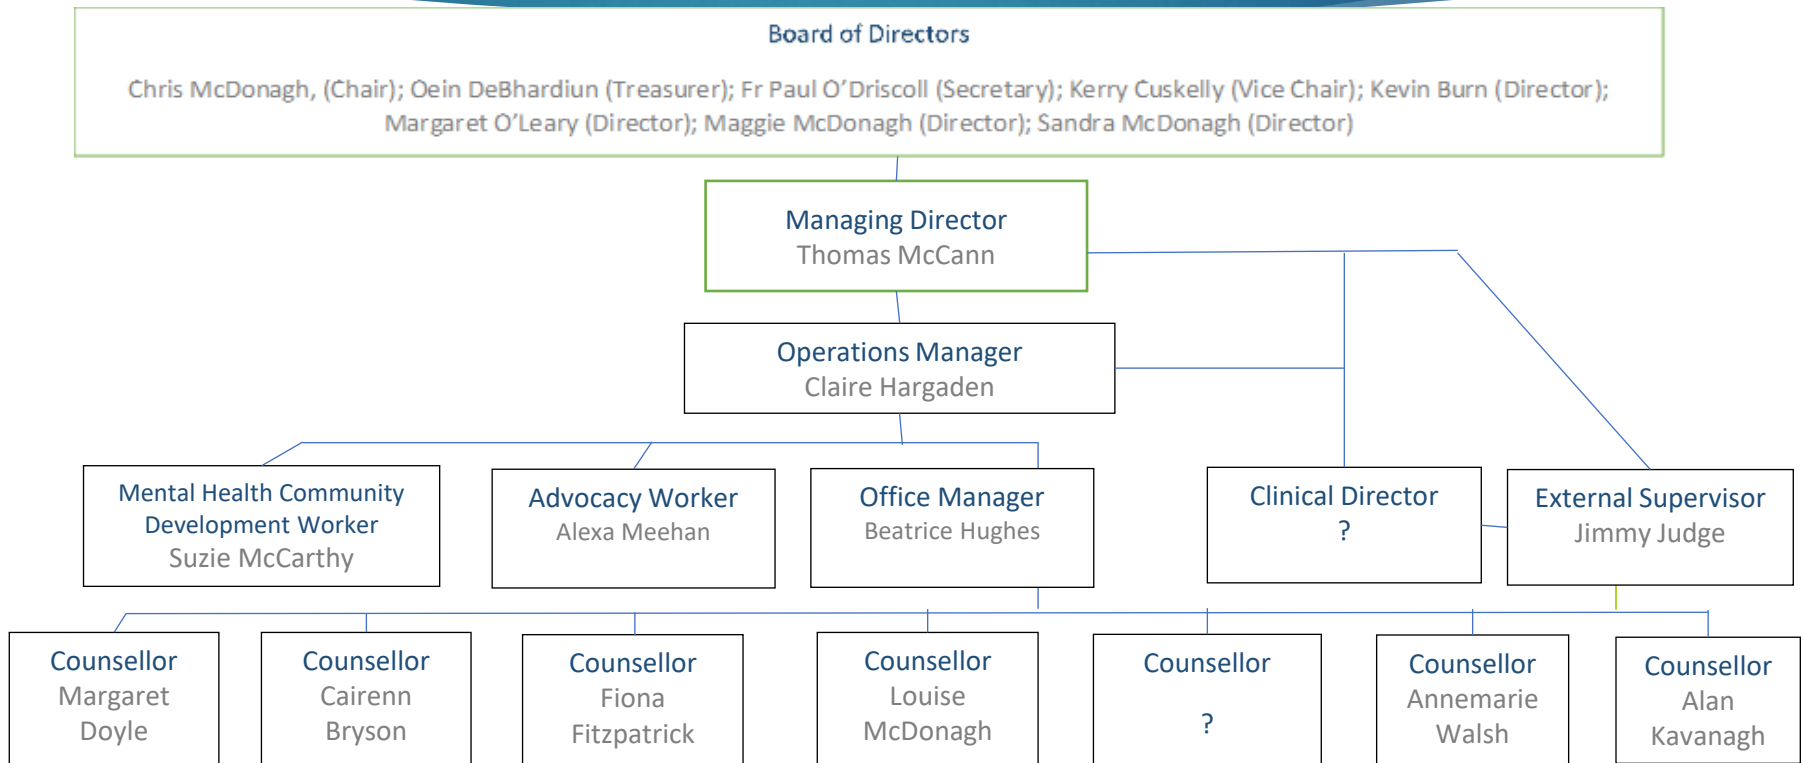 Board of Directors
Chris McDonagh, (Chair); Oein DeBhardiun (Treasurer); Fr Paul O'Driscoll (Secretary); Kerry Cuskelly (Vice Chair); Kevin Burn (Director);
Margaret O'Leary (Director); Maggie McDonagh (Director); Sandra McDonagh (Director)
Managing Director
Thomas McCann
Operations Manager
Claire Hargaden
Mental Health Community
Development Worker
Suzie McCarthy
Advocacy Worker
Alexa Meehan
Office Manager
Beatrice Hughes
Clinical Director
?
External Supervisor
Jimmy Judge
Counsellor
Margaret
Doyle
Counsellor
Cairenn
Bryson
Counsellor
Fiona
Fitzpatrick
Counsellor
Louise
McDonagh
Counsellor
?
Counsellor
Annemarie
Walsh
Counsellor
Alan
Kavanagh